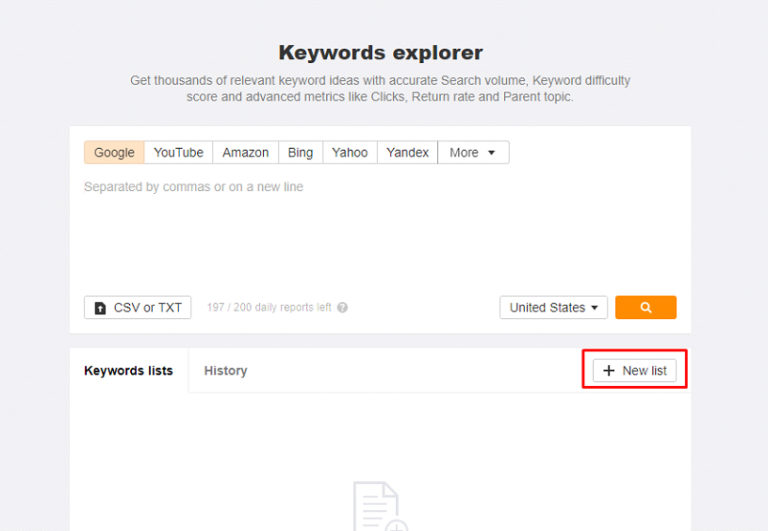 Keywords explorer
Get thousands of relevant keyword ideas with accurate Search volume, Keyword difficulty
score and advanced metrics like Clicks, Return rate and Parent topic.
Google YouTube Amazon Bing Yahoo Yandex More
Separated by commas or on a new line
CSV or TXT 197 / 200 daily reports left ? United States
Keywords lists History + New list